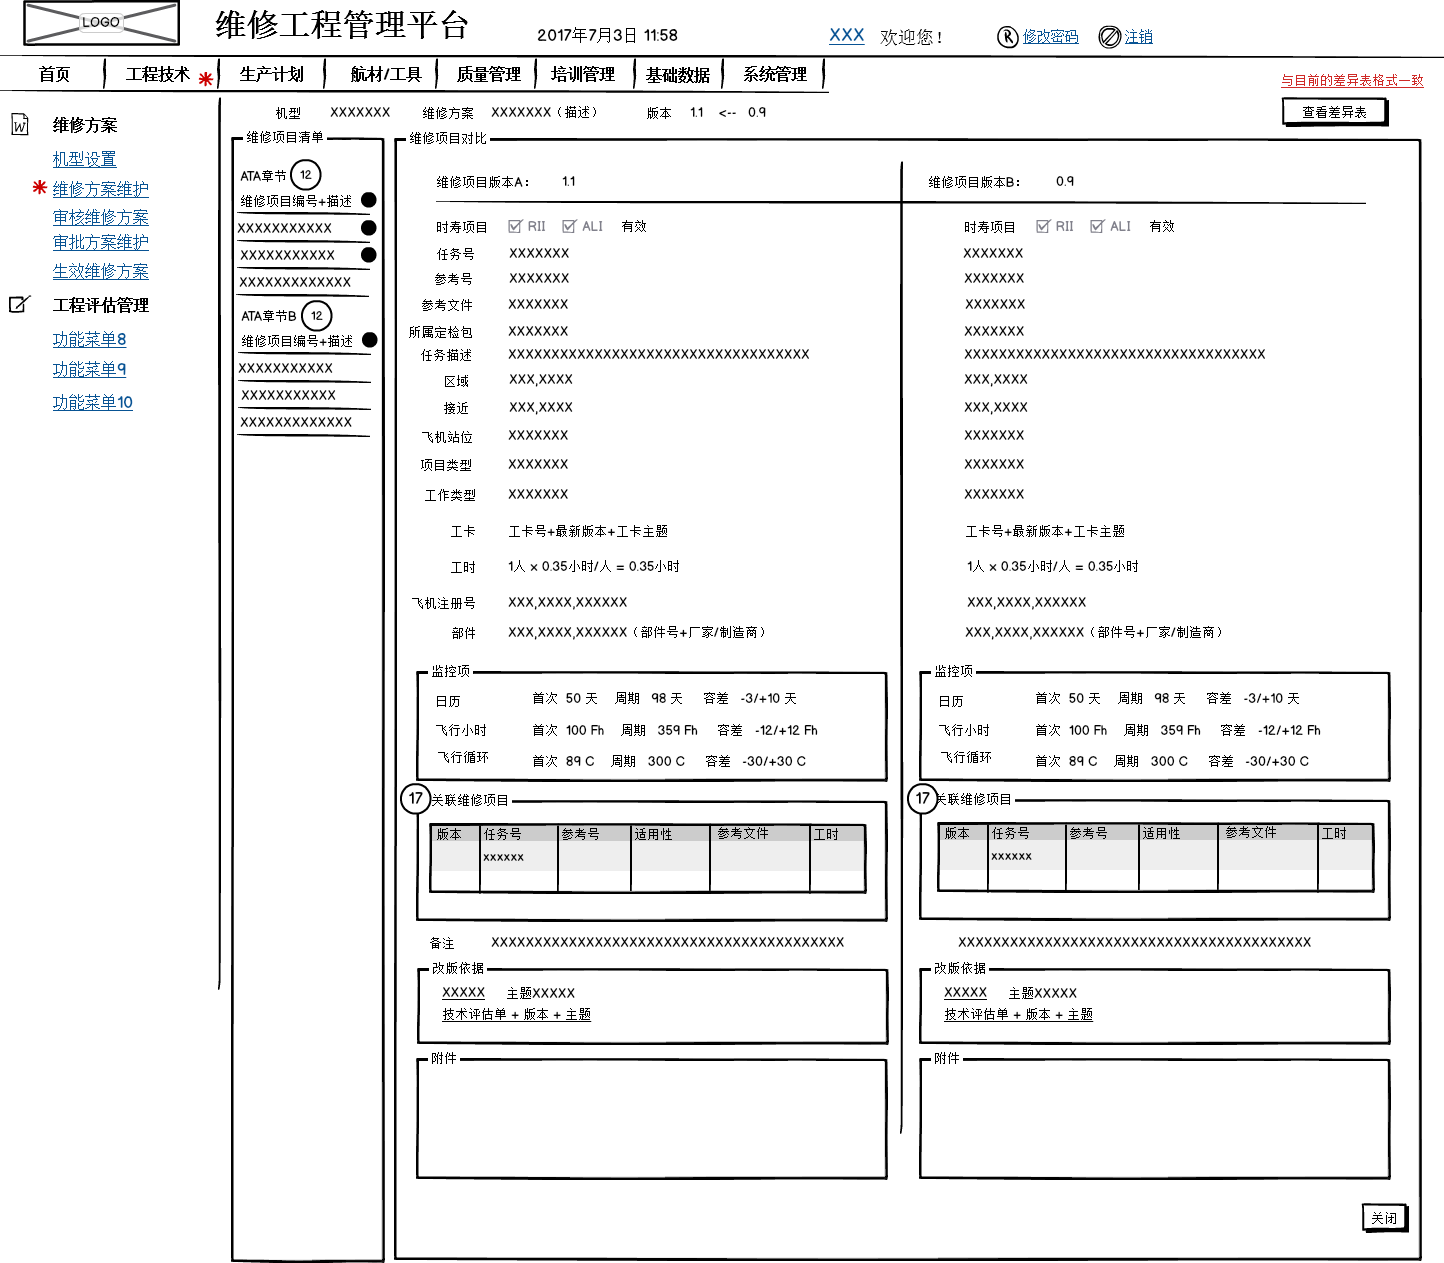 LOGO
维修工程管理平台
2017年7月3日 11:58
XXX 欢迎您！
R 修改密码 注销
首页 工程技术 生产计划 航材/工具 质量管理 培训管理 基础数据 系统管理
与目前的差异表格式一致
机型 XXXXXXX 维修方案 XXXXXXX（描述） 版本 1.1 <-- 0.9
查看差异表
W 维修方案
机型设置
维修方案维护
审核维修方案
审批方案维护
生效维修方案
工程评估管理
功能菜单8
功能菜单9
功能菜单10
维修项目清单
ATA章节 12
维修项目编号+描述
XXXXXXXXXXX
XXXXXXXXXXX
XXXXXXXXXXXXX
ATA章节B 12
维修项目编号+描述
XXXXXXXXXXX
XXXXXXXXXXX
XXXXXXXXXXXXX
维修项目对比
维修项目版本A： 1.1 维修项目版本B： 0.9
时寿项目 RII ALI 有效 时寿项目 RII ALI 有效
任务号 XXXXXXX XXXXXXX
参考号 XXXXXXX XXXXXXX
参考文件 XXXXXXX XXXXXXX
所属定检包 XXXXXXX XXXXXXX
任务描述 XXXXXXXXXXXXXXXXXXXXXXXXXXXXXXXXXXX XXXXXXXXXXXXXXXXXXXXXXXXXXXXXXXXXXX
区域 XXX,XXXX XXX,XXXX
接近 XXX,XXXX XXX,XXXX
飞机站位 XXXXXXX XXXXXXX
项目类型 XXXXXXX XXXXXXX
工作类型 XXXXXXX XXXXXXX
工卡 工卡号+最新版本+工卡主题 工卡号+最新版本+工卡主题
工时 1人 × 0.35小时/人 = 0.35小时 1人 × 0.35小时/人 = 0.35小时
飞机注册号 XXX,XXXX,XXXXXX XXX,XXXX,XXXXXX
部件 XXX,XXXX,XXXXXX（部件号+厂家/制造商） XXX,XXXX,XXXXXX（部件号+厂家/制造商）
监控项 监控项
日历 首次 50 天 周期 98 天 容差 -3/+10 天 日历 首次 50 天 周期 98 天 容差 -3/+10 天
飞行小时 首次 100 Fh 周期 359 Fh 容差 -12/+12 Fh 飞行小时 首次 100 Fh 周期 359 Fh 容差 -12/+12 Fh
飞行循环 首次 89 C 周期 300 C 容差 -30/+30 C 飞行循环 首次 89 C 周期 300 C 容差 -30/+30 C
17 关联维修项目 17 关联维修项目
版本 任务号 参考号 适用性 参考文件 工时 版本 任务号 参考号 适用性 参考文件 工时
xxxxxx xxxxxx
备注 XXXXXXXXXXXXXXXXXXXXXXXXXXXXXXXXXXXXXXXXX XXXXXXXXXXXXXXXXXXXXXXXXXXXXXXXXXXXXXXXXX
改版依据 改版依据
XXXXX 主题XXXXX XXXXX 主题XXXXX
技术评估单 + 版本 + 主题 技术评估单 + 版本 + 主题
附件 附件
关闭